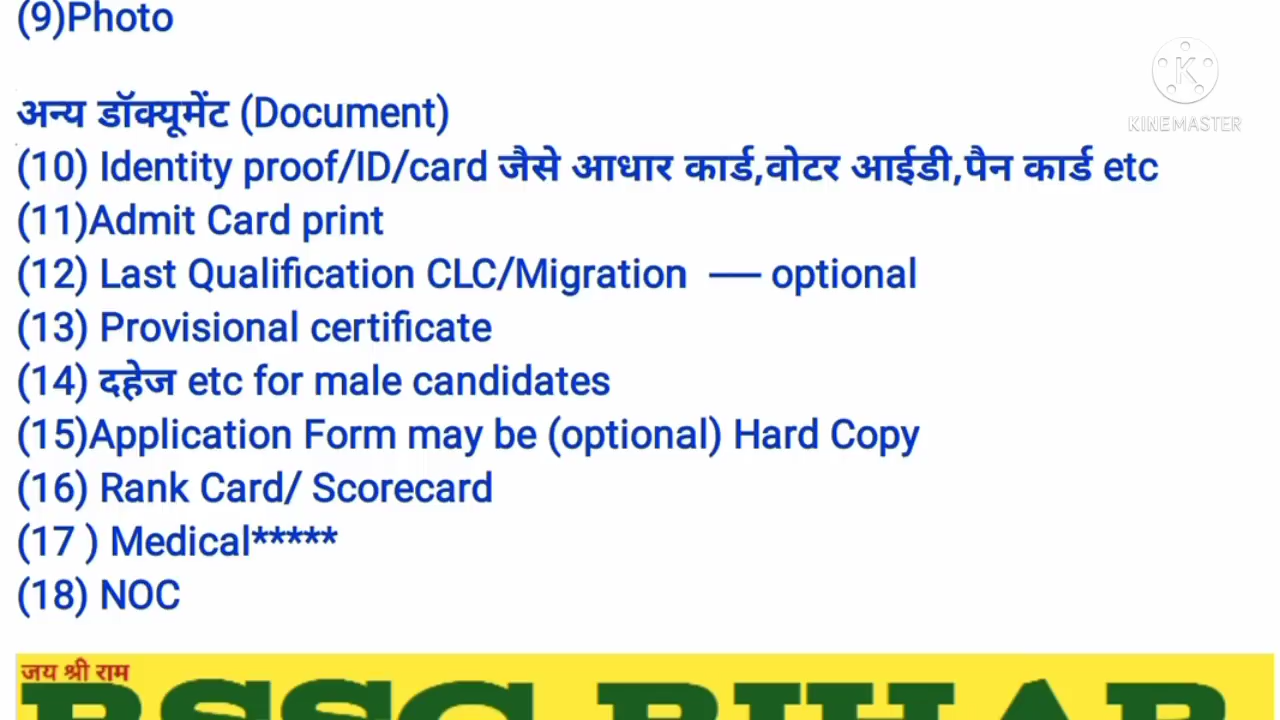 (9)Photo
K
KINEMASTER
अन्य डॉक्यूमेंट (Document)
(10) Identity proof/ID/card जैसे आधार कार्ड,वोटर आईडी,पैन कार्ड etc
(11)Admit Card print
(12) Last Qualification CLC/Migration — optional
(13) Provisional certificate
(14) दहेज etc for male candidates
(15)Application Form may be (optional) Hard Copy
(16) Rank Card/ Scorecard
(17 ) Medical*****
(18) NOC
जय श्री राम
BSSC BIHAR